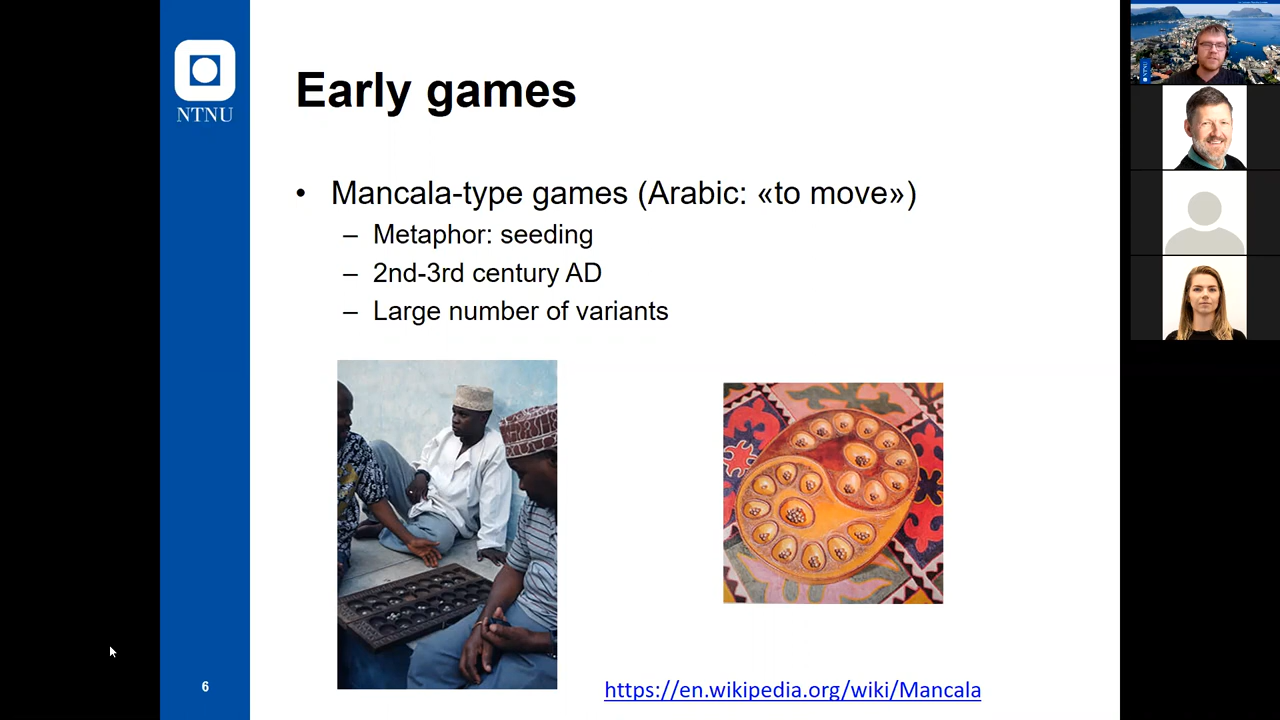 NTNU
Early games
• Mancala-type games (Arabic: «to move»)
– Metaphor: seeding
– 2nd-3rd century AD
– Large number of variants
https://en.wikipedia.org/wiki/Mancala
6
NTNU